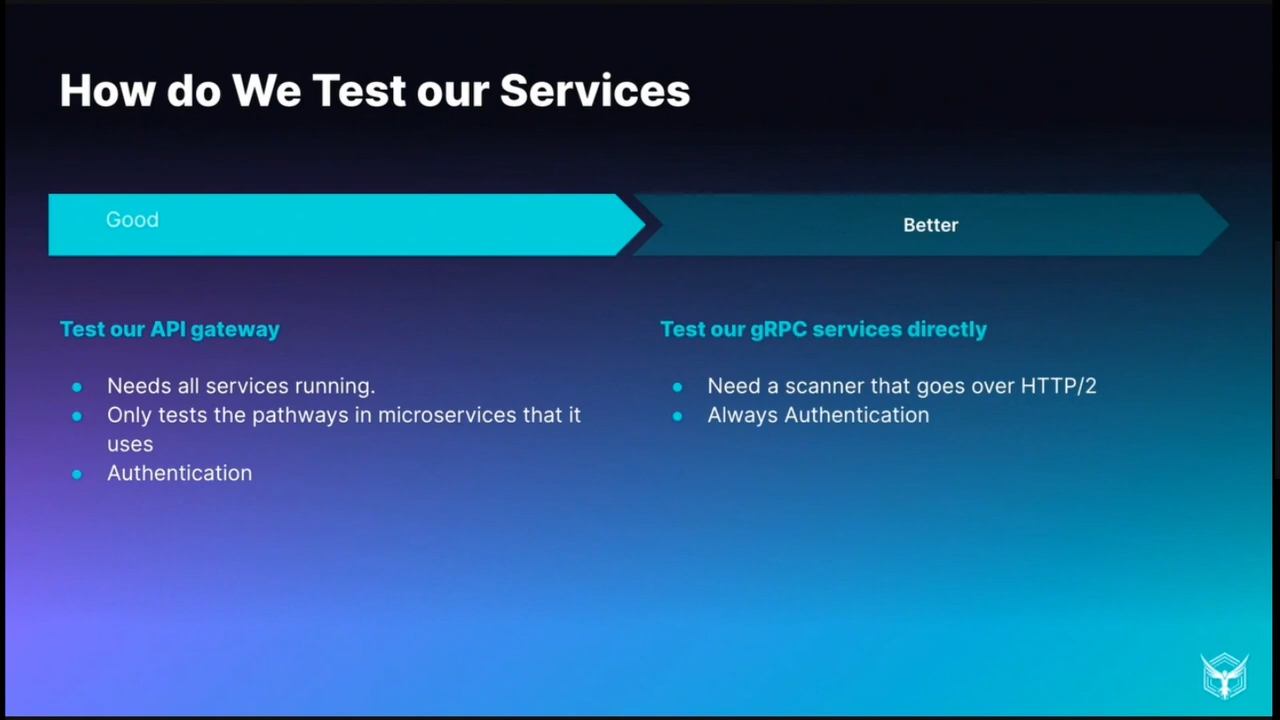 How do We Test our Services
Good
Better
Test our API gateway
Needs all services running.
Only tests the pathways in microservices that it
uses
Authentication
Test our gRPC services directly
Need a scanner that goes over HTTP/2
Always Authentication